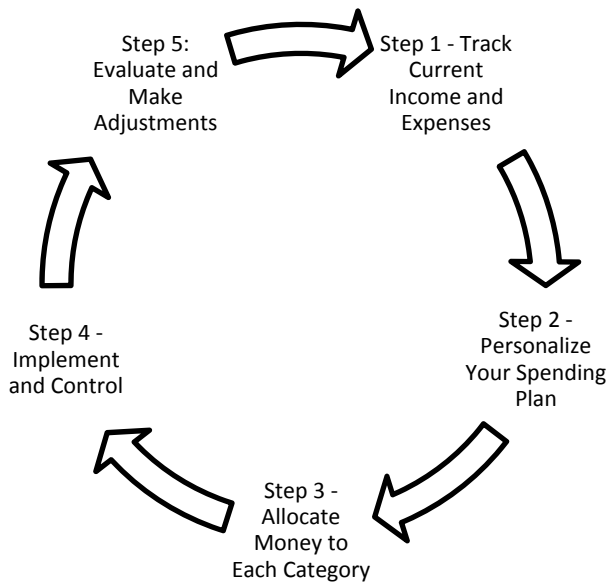 Step 1 - Track
Current
Income and
Expenses
Step 2 -
Personalize
Your Spending
Plan
Step 3 -
Allocate
Money to
Each Category
Step 4 -
Implement
and Control
Step 5:
Evaluate and
Make
Adjustments